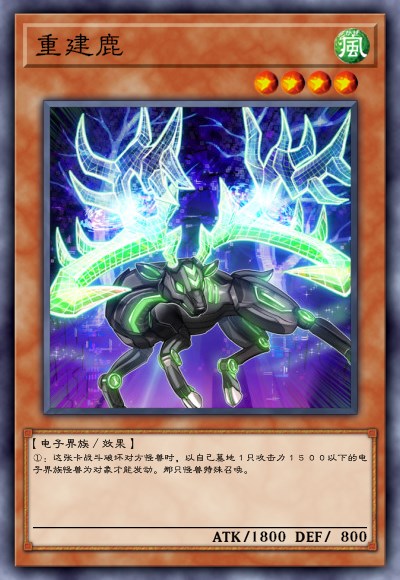 重建鹿
風
【电子界族／效果】
①：这张卡战斗破坏对方怪兽时，以自己墓地１只攻击力１５００以下的电
子界族怪兽为对象才能发动。那只怪兽特殊召唤。
ATK/1800 DEF/ 800